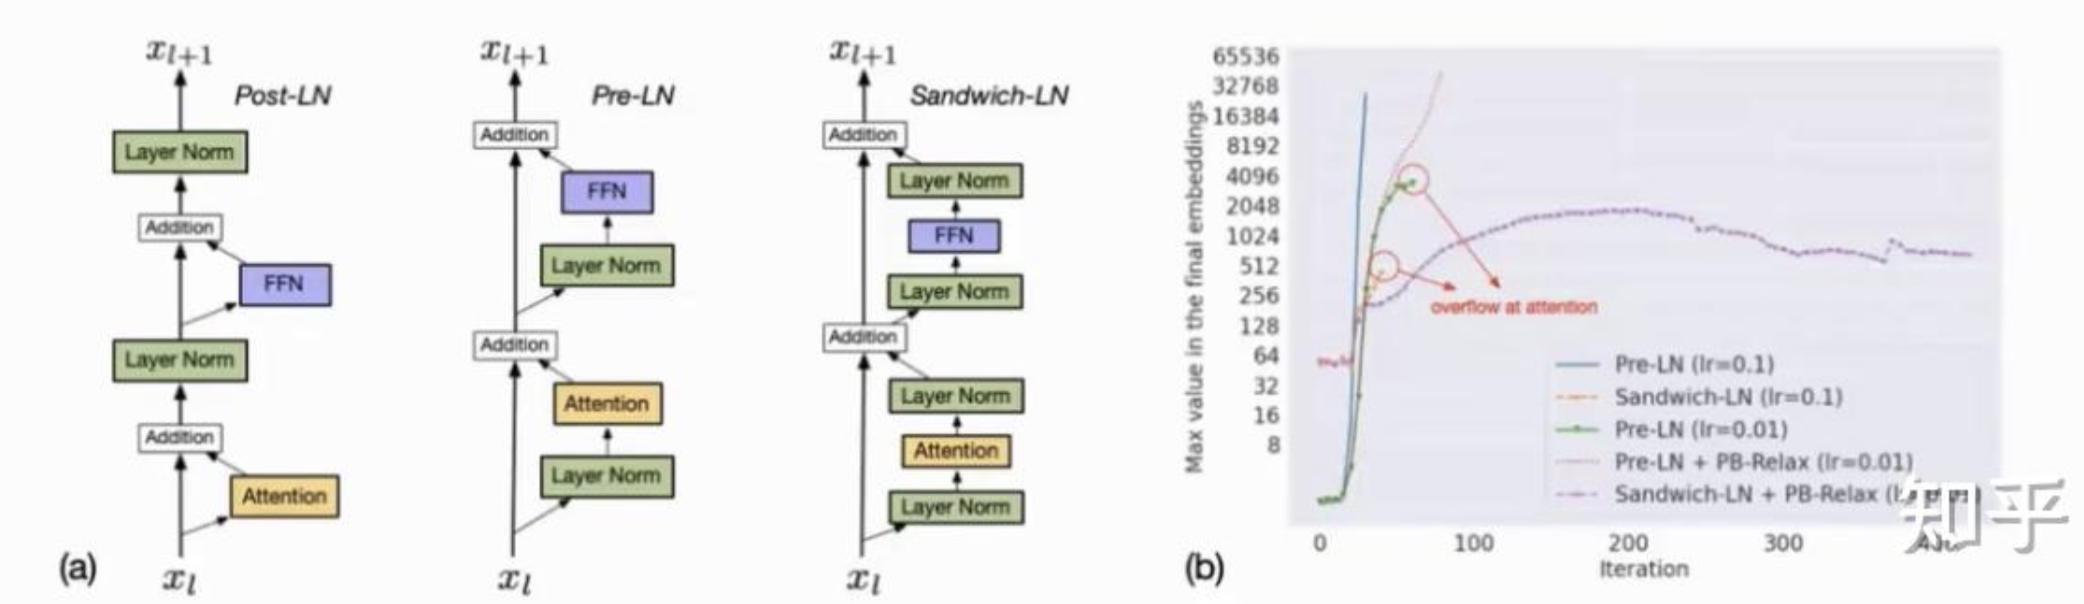 x_{l+1}
Post-LN
Layer Norm
Addition
FFN
Layer Norm
Addition
Attention
x_l
(a)
x_{l+1}
Pre-LN
Addition
FFN
Layer Norm
Addition
Attention
Layer Norm
x_l
x_{l+1}
Sandwich-LN
Addition
Layer Norm
FFN
Layer Norm
Addition
Layer Norm
Attention
Layer Norm
x_l
(b)
Max value in the final embeddings
65536
32768
16384
8192
4096
2048
1024
512
256
128
64
32
16
8
overflow at attention
Pre-LN (lr=0.1)
Sandwich-LN (lr=0.1)
Pre-LN (lr=0.01)
Pre-LN + PB-Relax (lr=0.01)
Sandwich-LN + PB-Relax
0 100 200 300
Iteration
知乎